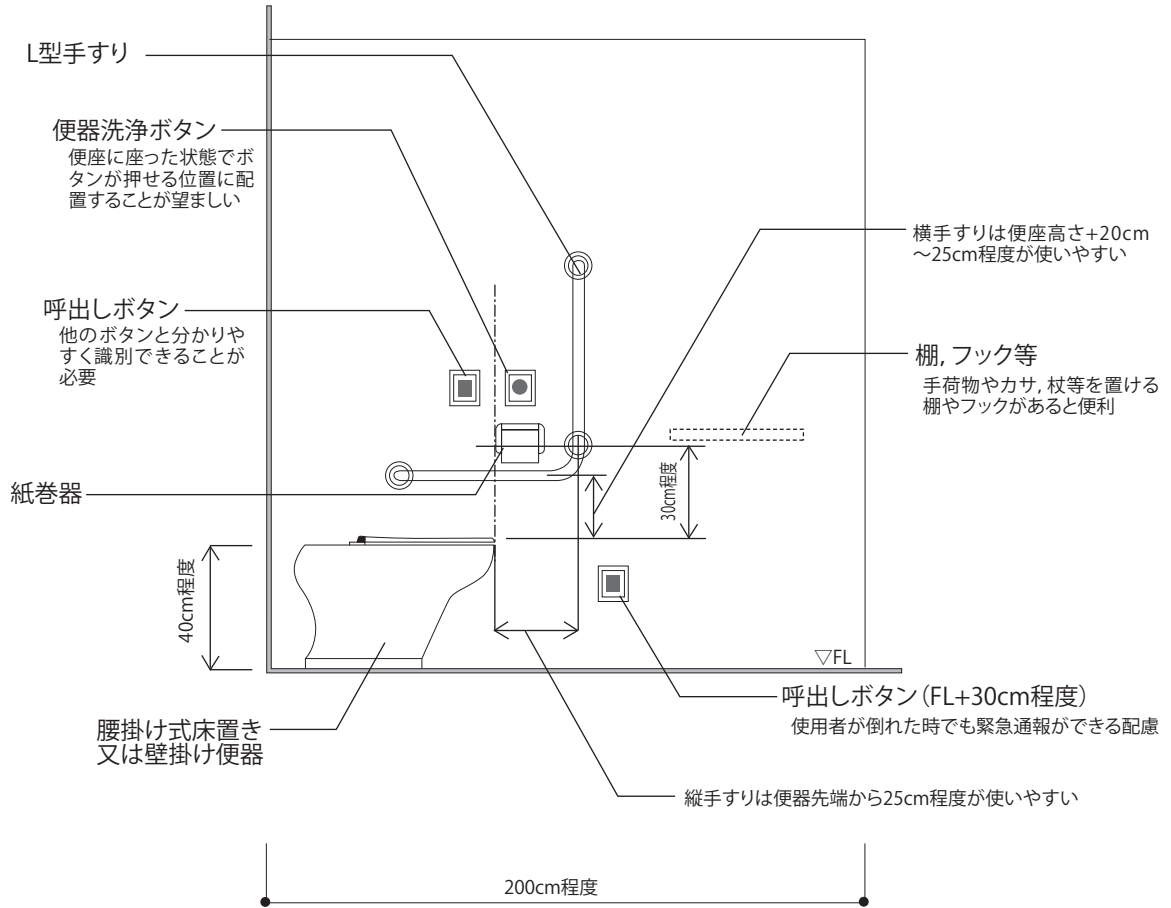 L型手すり
便器洗浄ボタン
便座に座った状態でボ
タンが押せる位置に配
置することが望ましい
横手すりは便座高さ+20cm
～25cm程度が使いやすい
呼出しボタン
他のボタンと分かりや
すく識別できることが
必要
棚, フック等
手荷物やカサ, 杖等を置ける
棚やフックがあると便利
紙巻器
30cm程度
40cm程度
▽FL
呼出しボタン（FL+30cm程度）
使用者が倒れた時でも緊急通報ができる配慮
腰掛け式床置き
又は壁掛け便器
縦手すりは便器先端から25cm程度が使いやすい
200cm程度